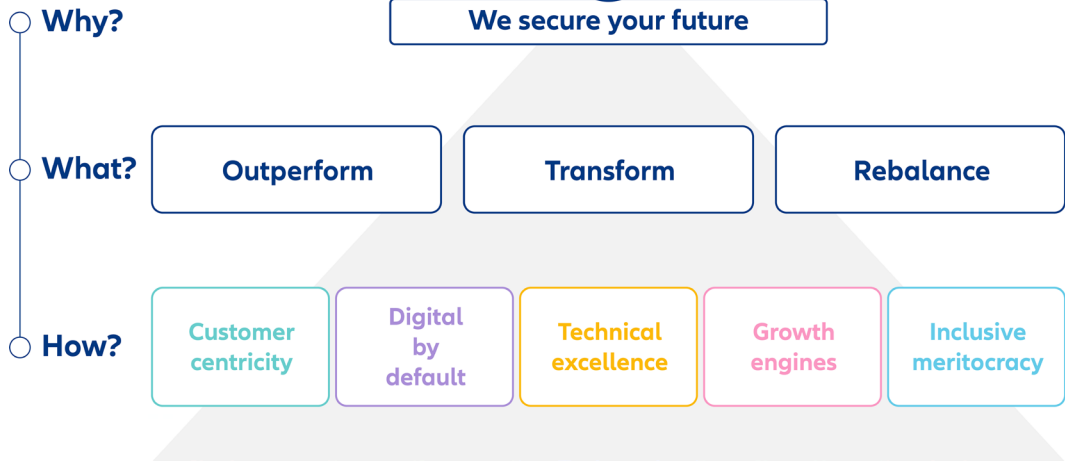 Why?
We secure your future
What?
Outperform
Transform
Rebalance
How?
Customer
centricity
Digital
by
default
Technical
excellence
Growth
engines
Inclusive
meritocracy